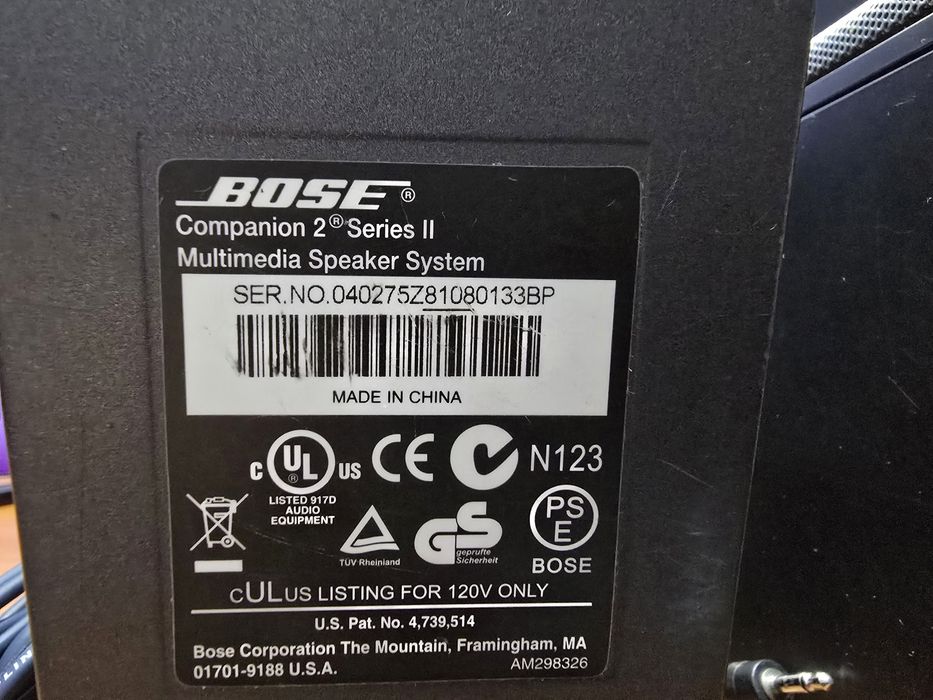 BOSE®
Companion 2® Series II
Multimedia Speaker System
SER.NO.040275Z81080133BP
MADE IN CHINA
c UL® US CE N123
LISTED 917D
AUDIO
EQUIPMENT
TÜV Rheinland
GS
geprüfte
Sicherheit
PS
E
BOSE
cULus LISTING FOR 120V ONLY
U.S. Pat. No. 4,739,514
Bose Corporation The Mountain, Framingham, MA
01701-9188 U.S.A.
AM298326